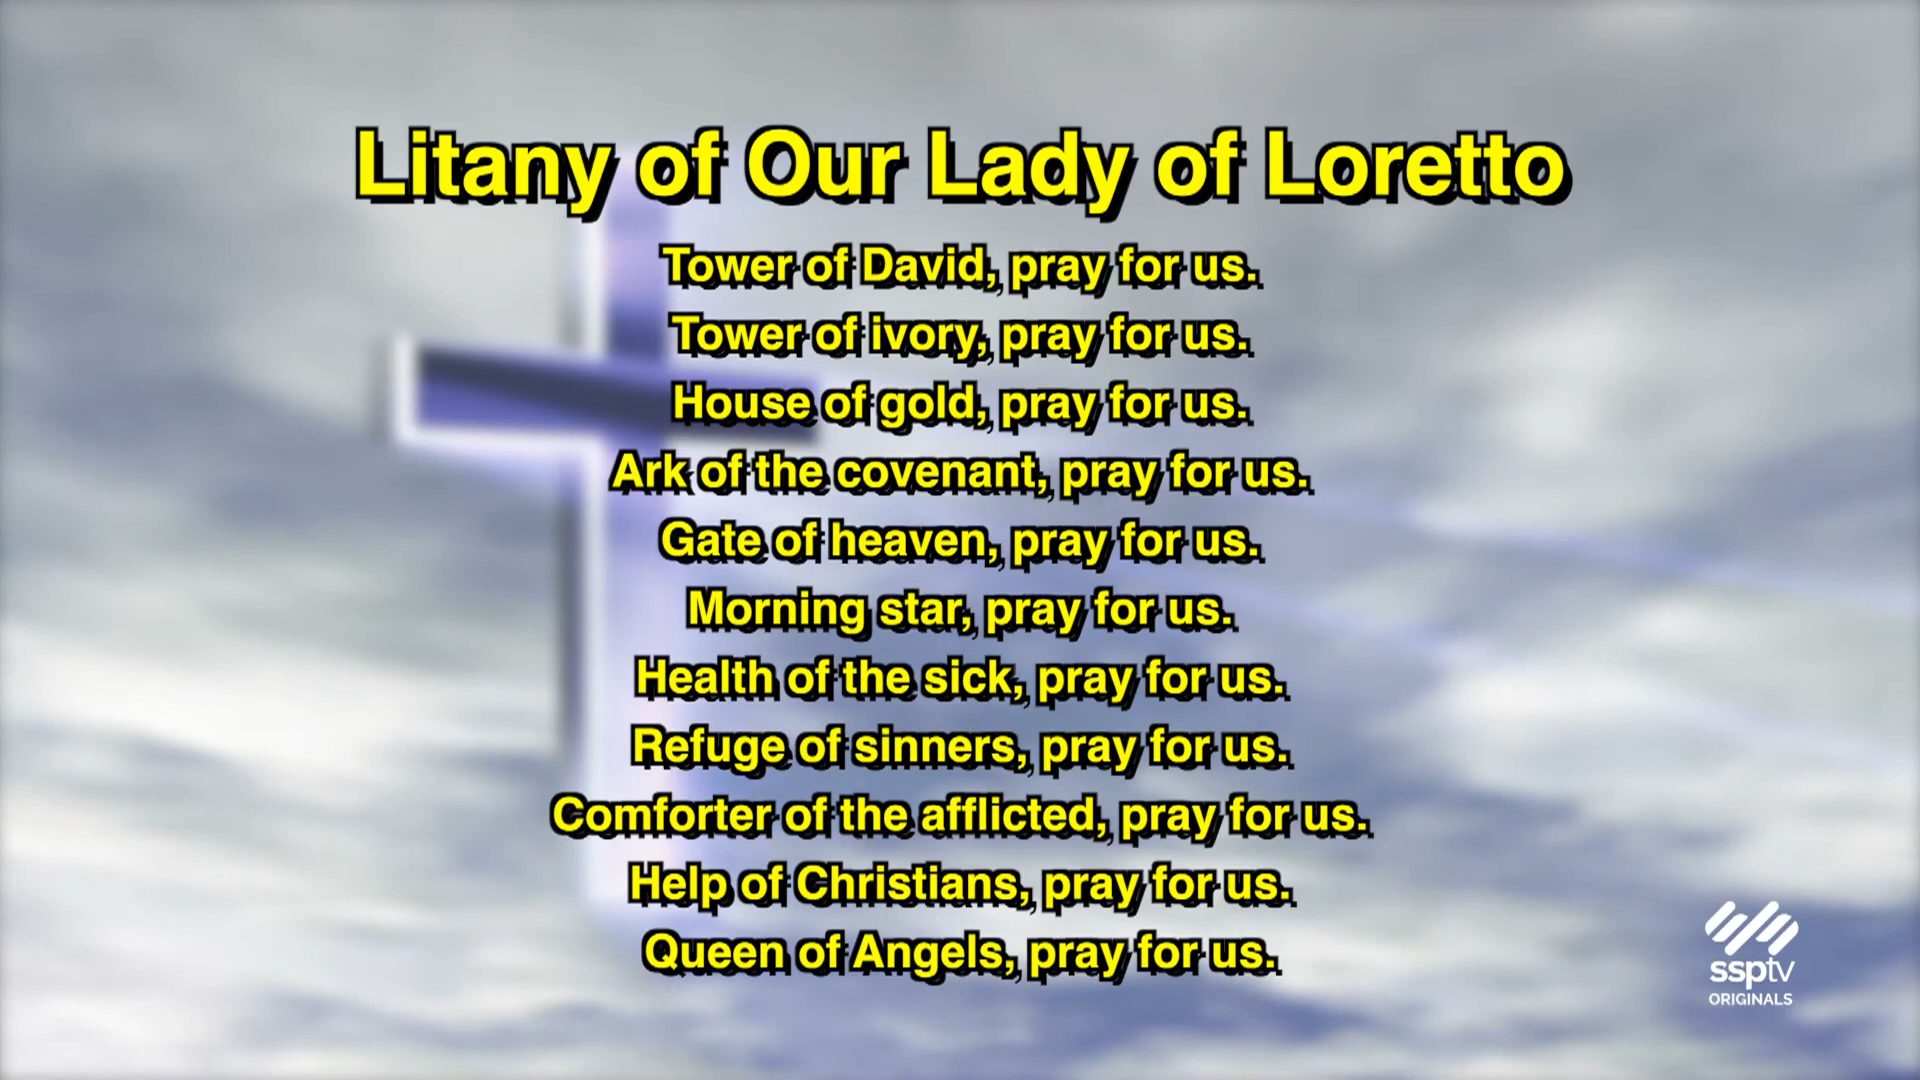 Litany of Our Lady of Loretto
Tower of David, pray for us.
Tower of ivory, pray for us.
House of gold, pray for us.
Ark of the covenant, pray for us.
Gate of heaven, pray for us.
Morning star, pray for us.
Health of the sick, pray for us.
Refuge of sinners, pray for us.
Comforter of the afflicted, pray for us.
Help of Christians, pray for us.
Queen of Angels, pray for us.
ssptv
ORIGINALS